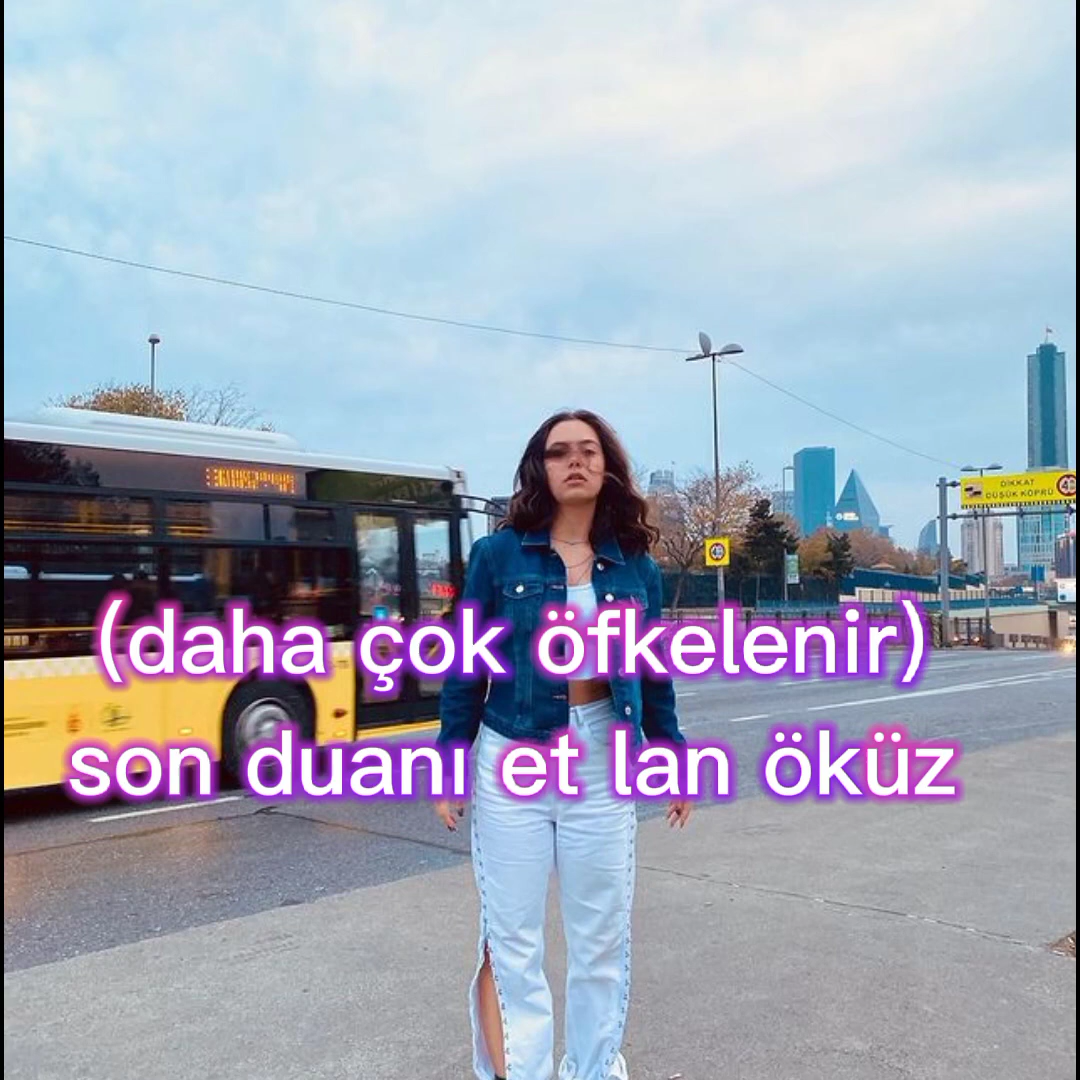 DİKKAT
DÜŞÜK KÖPRÜ
(daha çok öfkelenir)
son duanı et lan öküz